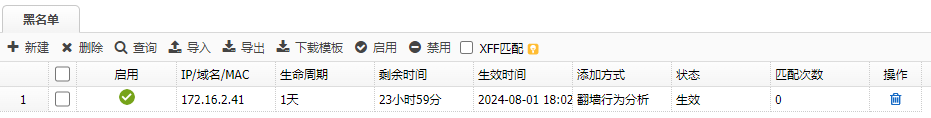 黑名单
新建 删除 查询 导入 导出 下载模板 启用 禁用 XFF匹配
启用 IP/域名/MAC 生命周期 剩余时间 生效时间 添加方式 状态 匹配次数 操作
1 172.16.2.41 1天 23小时59分 2024-08-01 18:02 翻墙行为分析 生效 0